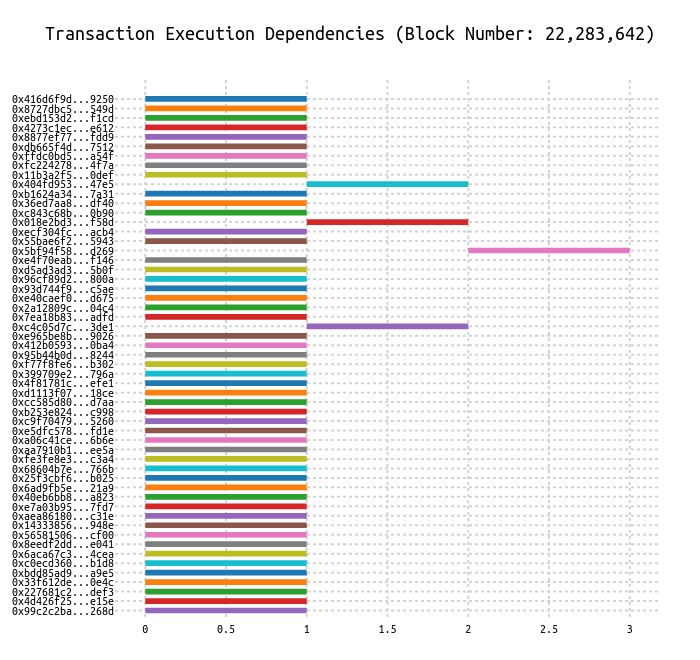 Transaction Execution Dependencies (Block Number: 22,283,642)
0x416d6f9d...9250
0x8727dbc5...549d
0xebd153d2...f1cd
0x4273c1ec...e612
0x8877ef77...fdd9
0xdb665f4d...7512
0xffdc0bd5...a54f
0xfc224278...4f7a
0x11b3a2f5...0def
0x404fd953...47e5
0xb1624a34...7a31
0x36ed7aa8...df40
0xc843c68b...0b90
0x018e2bd3...f58d
0xecf304fc...acb4
0x55bae6f2...5943
0x5bf94f58...d269
0xe4f70eab...f146
0xd5ad3ad3...5b0f
0x96cf89d2...800a
0x93d744f9...c5ae
0xe40caef0...d675
0x2a12809c...04c4
0x7ea18b83...adfd
0xc4c05d7c...3de1
0xe965be8b...9026
0x412b0593...0ba4
0x95b44b0d...8244
0xf77f8fe6...b302
0x399709e2...796a
0x4f81781c...efe1
0xd1113f07...18ce
0xcc585d80...d7aa
0xb253e824...c998
0xc9f70479...5260
0xe5dfc578...fd1e
0xa06c41ce...6b6e
0xaa7910b1...ee5a
0xfe3fe8e3...c3a4
0x68604b7e...766b
0x25f3cbf6...b025
0x6ad9fb5e...21a9
0x40eb6bb8...a823
0xe7a03b95...7fd7
0xaea86180...c31e
0x14333856...948e
0x56581506...cf00
0x8eedf2dd...e041
0x6aca67c3...4cea
0xc0ecd360...b1d8
0xbdd85ad9...a9e5
0x33f612de...0e4c
0x227681c2...def3
0x4d426f25...e15e
0x99c2c2ba...268d
0 0.5 1 1.5 2 2.5 3